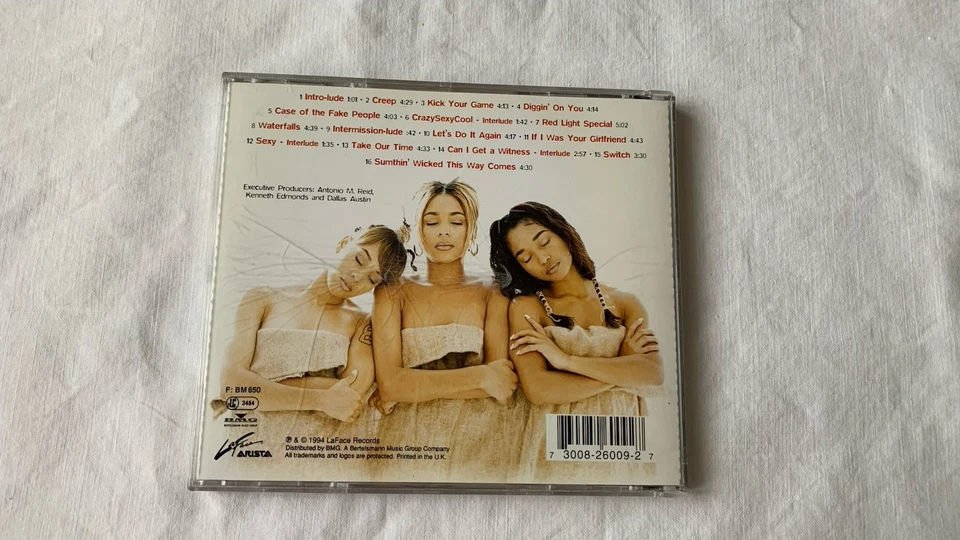 1 Intro-lude 1:01 • 2 Creep 4:29 • 3 Kick Your Game 4:13 • 4 Diggin' On You 4:14
5 Case of the Fake People 4:03 • 6 CrazySexyCool - Interlude 1:42 • 7 Red Light Special 5:02
8 Waterfalls 4:39 • 9 Intermission-lude :42 • 10 Let's Do It Again 4:17 • 11 If I Was Your Girlfriend 4:43
12 Sexy - Interlude 1:35 • 13 Take Our Time 4:33 • 14 Can I Get a Witness - Interlude 2:57 • 15 Switch 3:30
16 Sumthin' Wicked This Way Comes 4:30
Executive Producers: Antonio M. Reid,
Kenneth Edmonds and Dallas Austin
F: BM 650
LC 3484
BMG
LaFace
ARISTA
℗ & © 1994 LaFace Records
Distributed by BMG. A Bertelsmann Music Group Company
All trademarks and logos are protected. Printed in the U.K.
7 3008-26009-2 7